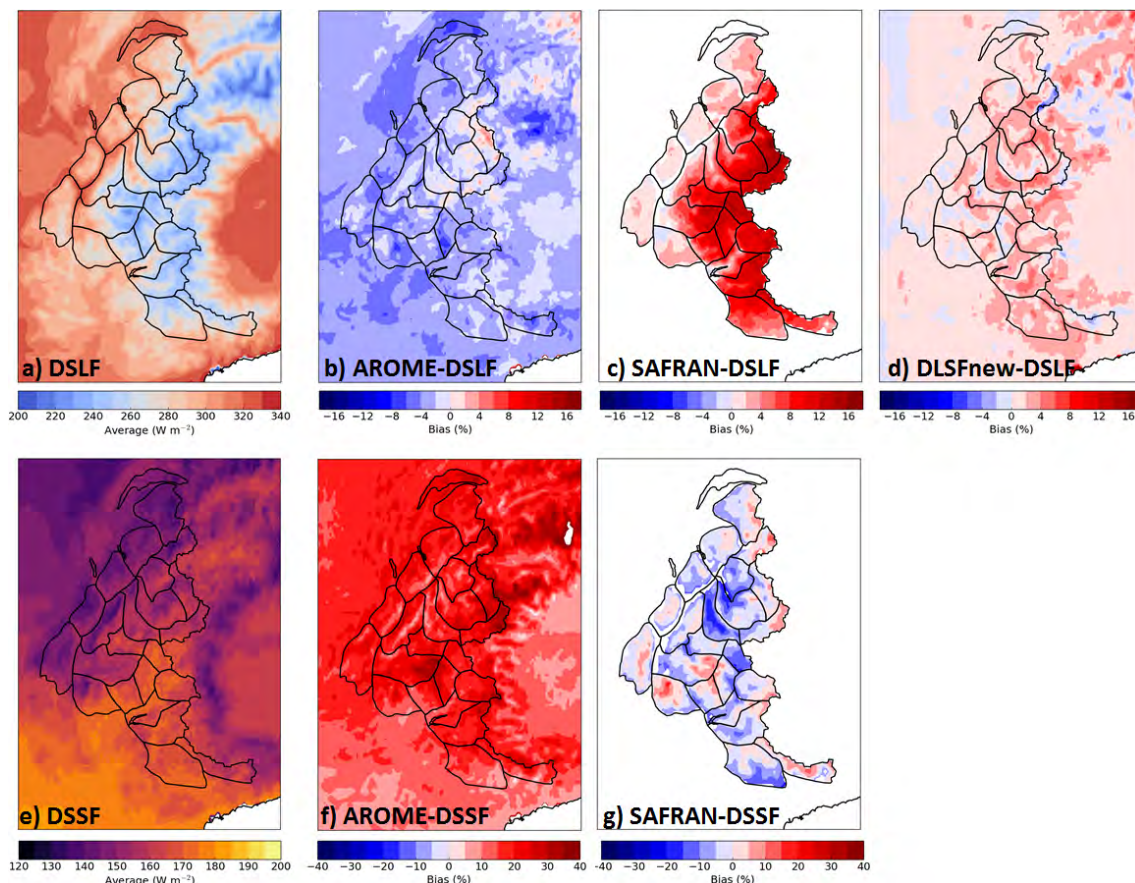 a) DSLF
b) AROME-DSLF
c) SAFRAN-DSLF
d) DLSFnew-DSLF
200 220 240 260 280 300 320 340
Average (W m⁻²)
−16 −12 −8 −4 0 4 8 12 16
Bias (%)
−16 −12 −8 −4 0 4 8 12 16
Bias (%)
−16 −12 −8 −4 0 4 8 12 16
Bias (%)
e) DSSF
f) AROME-DSSF
g) SAFRAN-DSSF
120 130 140 150 160 170 180 190 200
Average (W m⁻²)
−40 −30 −20 −10 0 10 20 30 40
Bias (%)
−40 −30 −20 −10 0 10 20 30 40
Bias (%)